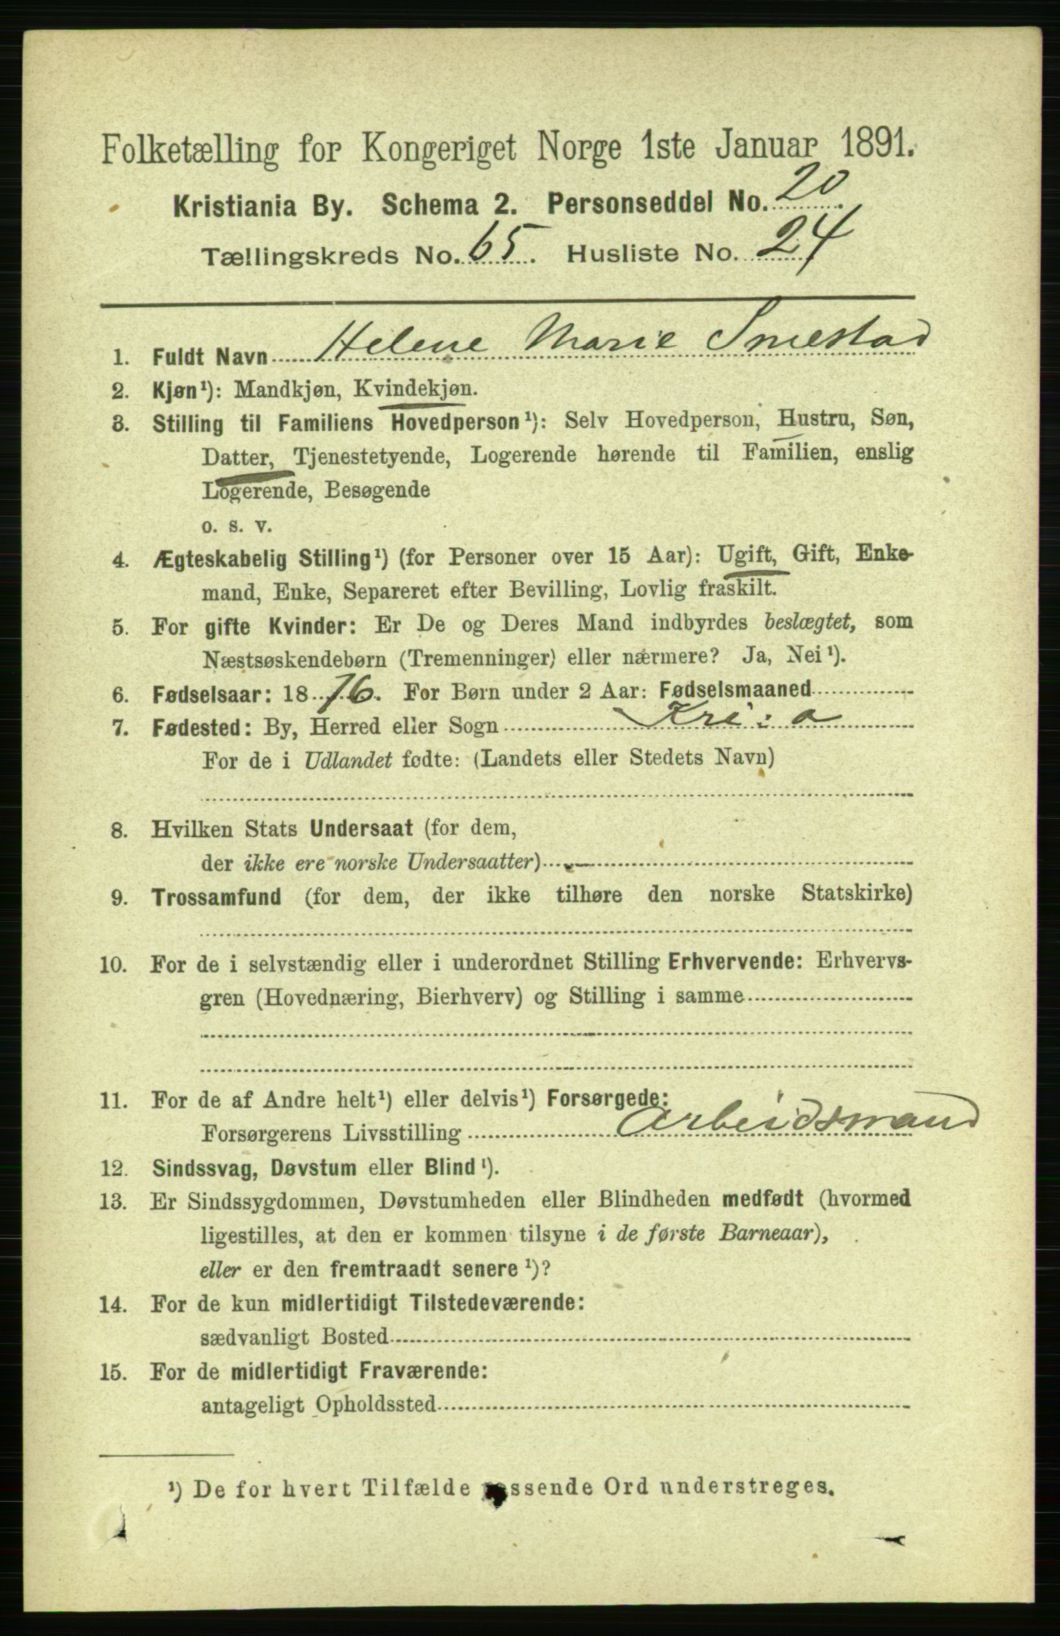 Folketælling for Kongeriget Norge 1ste Januar 1891.
Kristiania By. Schema 2. Personseddel No. 20.
Tællingskreds No. 65. Husliste No. 24
1. Fuldt Navn Helene Marie Smestad
2. Kjøn¹): Mandkjøn, Kvindekjøn.
3. Stilling til Familiens Hovedperson¹): Selv Hovedperson, Hustru, Søn,
Datter, Tjenestetyende, Logerende hørende til Familien, enslig
Logerende, Besøgende
o. s. v.
4. Ægteskabelig Stilling¹) (for Personer over 15 Aar): Ugift, Gift, Enke-
mand, Enke, Separeret efter Bevilling, Lovlig fraskilt.
5. For gifte Kvinder: Er De og Deres Mand indbyrdes beslægtet, som
Næstsøskendebørn (Tremenninger) eller nærmere? Ja, Nei¹).
6. Fødselsaar: 1876. For Børn under 2 Aar: Fødselsmaaned
7. Fødested: By, Herred eller Sogn Kri:a
For de i Udlandet fødte: (Landets eller Stedets Navn)
8. Hvilken Stats Undersaat (for dem,
der ikke ere norske Undersaatter)
9. Trossamfund (for dem, der ikke tilhøre den norske Statskirke)
10. For de i selvstændig eller i underordnet Stilling Erhvervende: Erhvervs-
gren (Hovednæring, Bierhverv) og Stilling i samme
11. For de af Andre helt¹) eller delvis¹) Forsørgede:
Forsørgerens Livsstilling Arbeidsmand
12. Sindssvag, Døvstum eller Blind¹).
13. Er Sindssygdommen, Døvstumheden eller Blindheden medfødt (hvormed
ligestilles, at den er kommen tilsyne i de første Barneaar),
eller er den fremtraadt senere¹)?
14. For de kun midlertidigt Tilstedeværende:
sædvanligt Bosted
15. For de midlertidigt Fraværende:
antageligt Opholdssted
¹) De for hvert Tilfælde passende Ord understreges.